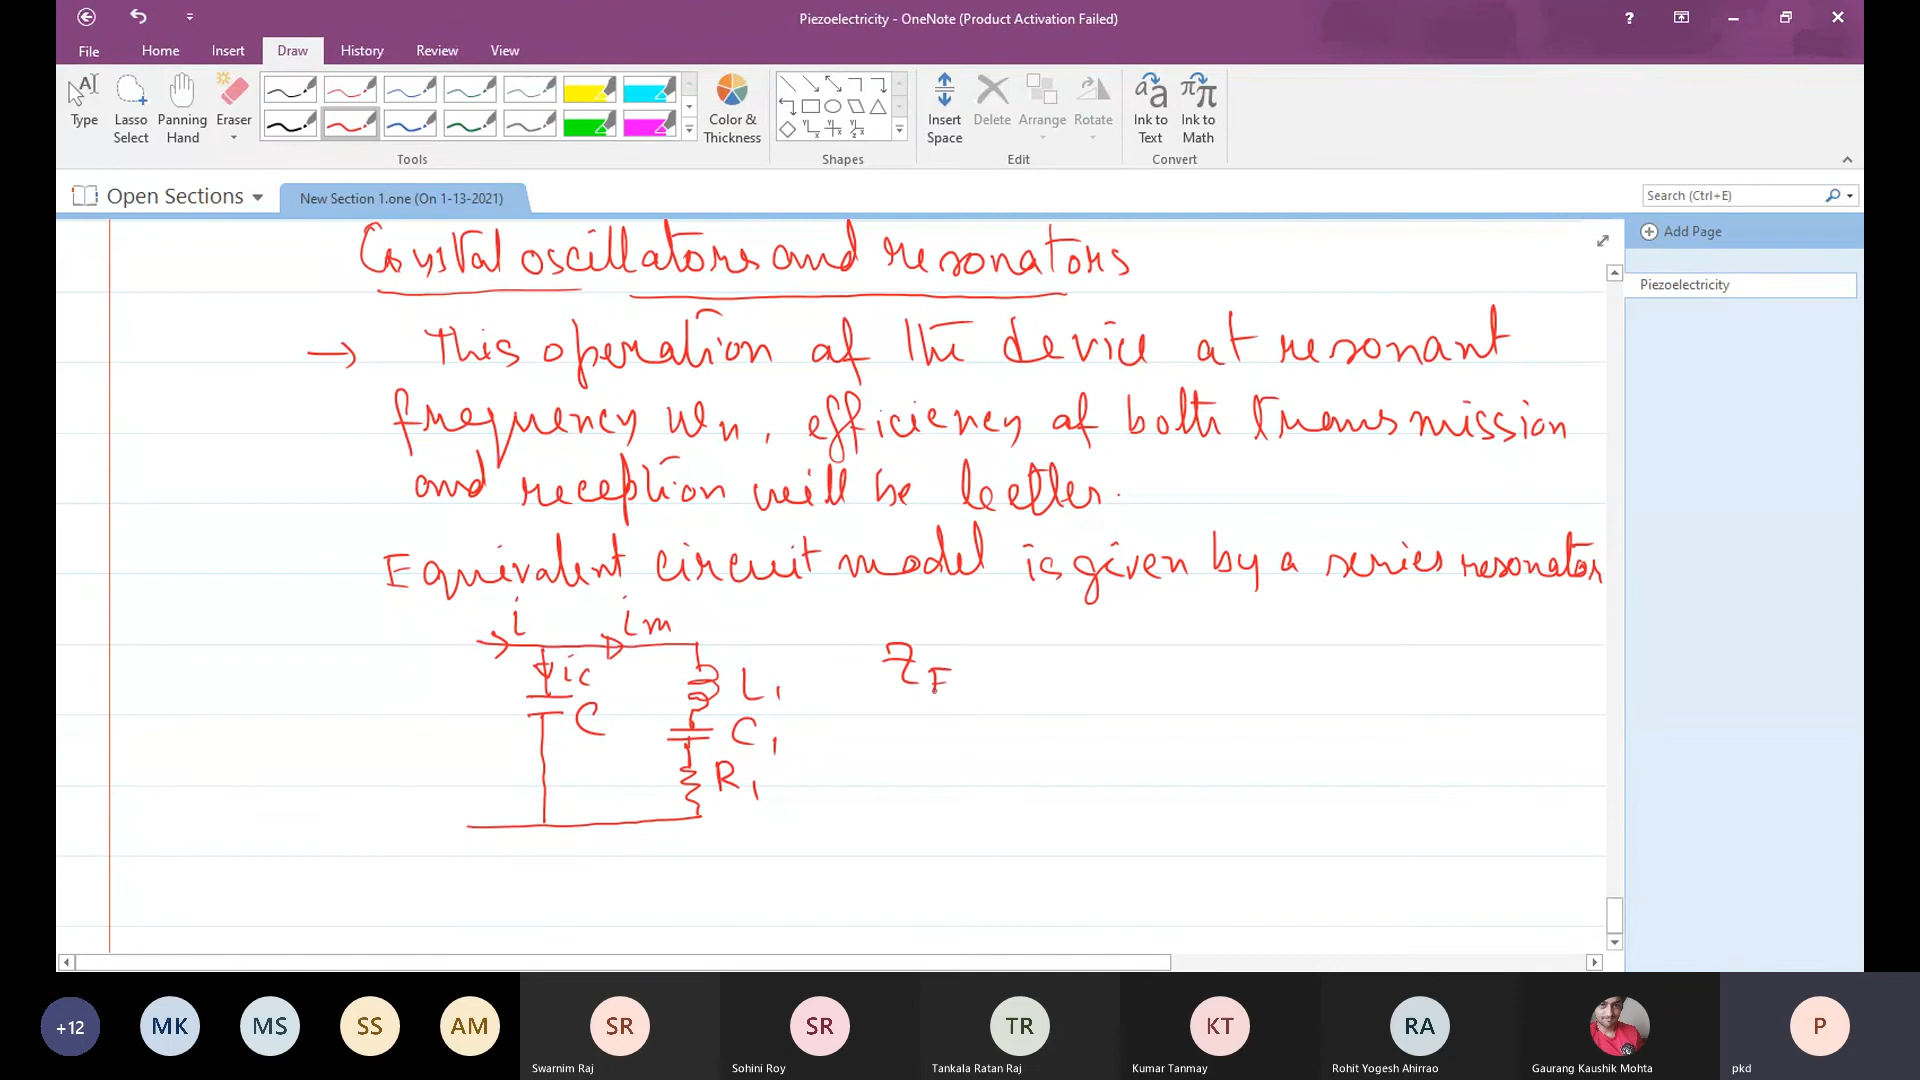 Piezoelectricity - OneNote (Product Activation Failed)
?
File Home Insert Draw History Review View
Type
Lasso Select
Panning Hand
Eraser
Color & Thickness
Insert Space
Delete
Arrange
Rotate
Ink to Text
Ink to Math
Tools Shapes Edit Convert
Open Sections
New Section 1.one (On 1-13-2021)
Search (Ctrl+E)
Add Page
Piezoelectricity
Crystal oscillators and resonators
→ This operation of the device at resonant
frequency wn, efficiency of both transmission
and reception will be better.
Equivalent circuit model is given by a series resonator
i im
ic
C
L1
C1
R1
ZF
+12 MK MS SS AM SR SR TR KT RA P
Swarnim Raj Sohini Roy Tankala Ratan Raj Kumar Tanmay Rohit Yogesh Ahirrao Gaurang Kaushik Mohta pkd